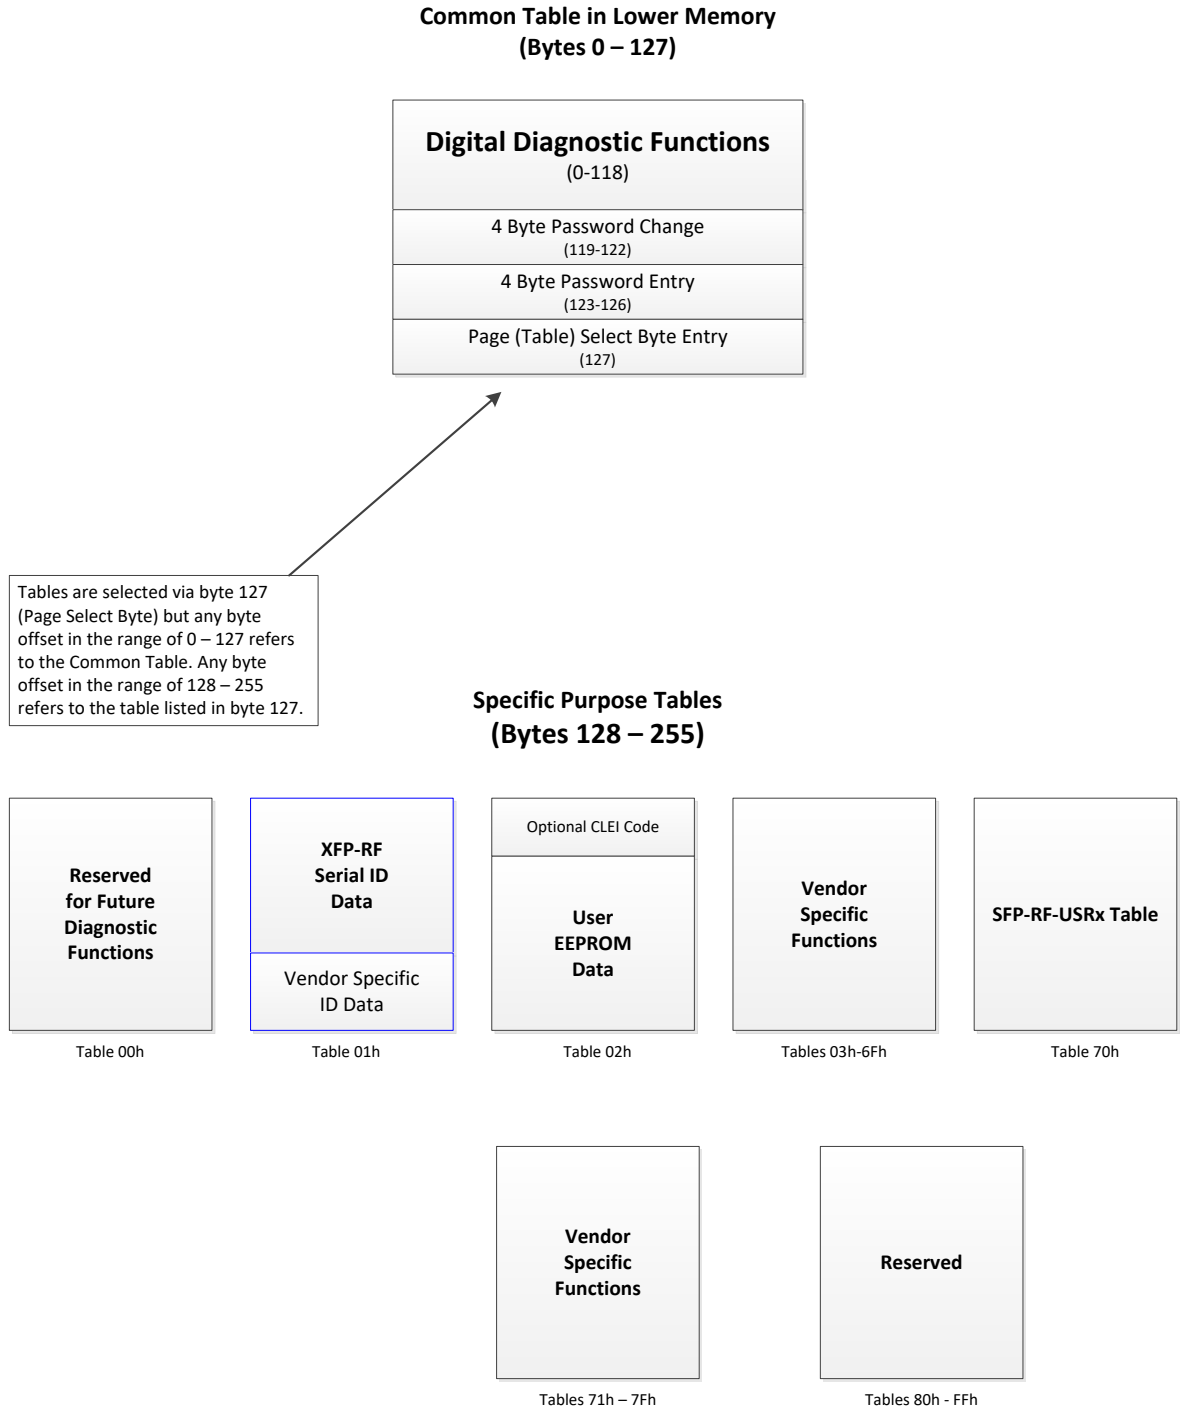 Common Table in Lower Memory
(Bytes 0 – 127)
Digital Diagnostic Functions
(0-118)
4 Byte Password Change
(119-122)
4 Byte Password Entry
(123-126)
Page (Table) Select Byte Entry
(127)
Tables are selected via byte 127
(Page Select Byte) but any byte
offset in the range of 0 – 127 refers
to the Common Table. Any byte
offset in the range of 128 – 255
refers to the table listed in byte 127.
Specific Purpose Tables
(Bytes 128 – 255)
Reserved
for Future
Diagnostic
Functions
Table 00h
XFP-RF
Serial ID
Data
Vendor Specific
ID Data
Table 01h
Optional CLEI Code
User
EEPROM
Data
Table 02h
Vendor
Specific
Functions
Tables 03h-6Fh
SFP-RF-USRx Table
Table 70h
Vendor
Specific
Functions
Tables 71h – 7Fh
Reserved
Tables 80h - FFh